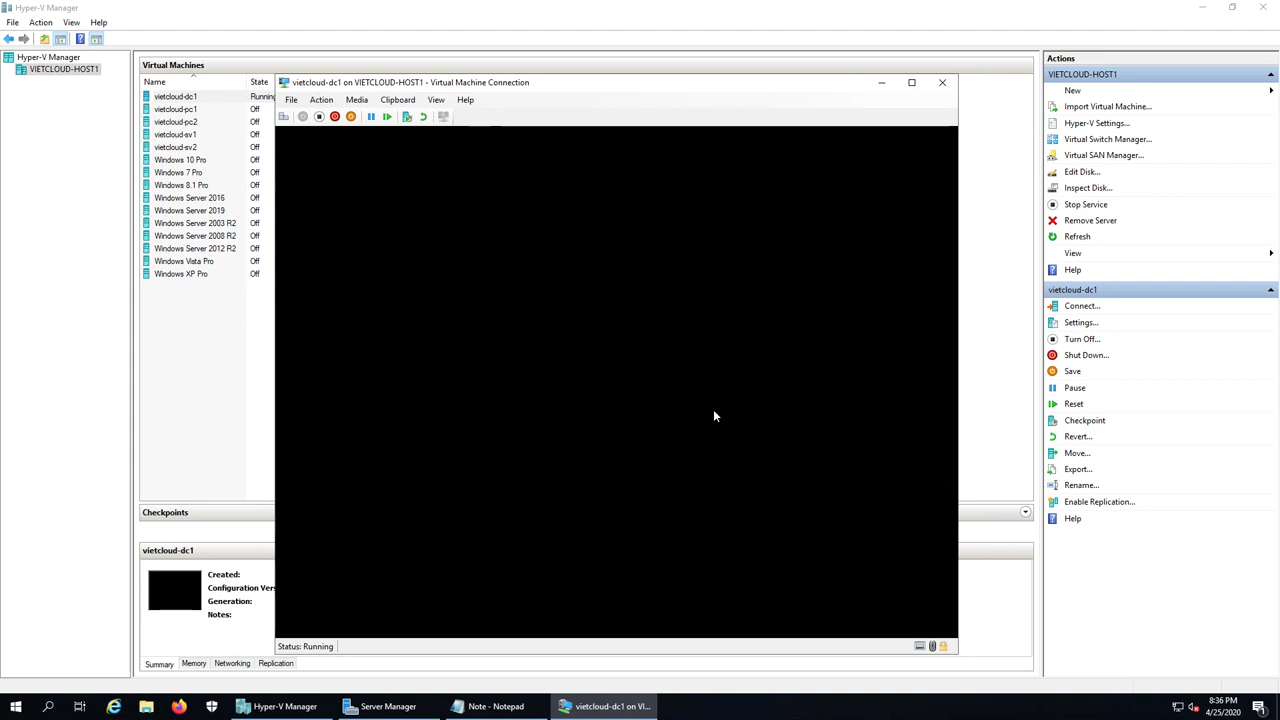 Hyper-V Manager
File Action View Help
Hyper-V Manager
VIETCLOUD-HOST1
Virtual Machines
Name State
vietcloud-dc1 Running
vietcloud-pc1 Off
vietcloud-pc2 Off
vietcloud-sv1 Off
vietcloud-sv2 Off
Windows 10 Pro Off
Windows 7 Pro Off
Windows 8.1 Pro Off
Windows Server 2016 Off
Windows Server 2019 Off
Windows Server 2003 R2 Off
Windows Server 2008 R2 Off
Windows Server 2012 R2 Off
Windows Vista Pro Off
Windows XP Pro Off
Checkpoints
vietcloud-dc1
Created:
Configuration Vers
Generation:
Notes:
Summary Memory Networking Replication
vietcloud-dc1 on VIETCLOUD-HOST1 - Virtual Machine Connection
File Action Media Clipboard View Help
Status: Running
Actions
VIETCLOUD-HOST1
New
Import Virtual Machine...
Hyper-V Settings...
Virtual Switch Manager...
Virtual SAN Manager...
Edit Disk...
Inspect Disk...
Stop Service
Remove Server
Refresh
View
Help
vietcloud-dc1
Connect...
Settings...
Turn Off...
Shut Down...
Save
Pause
Reset
Checkpoint
Revert...
Move...
Export...
Rename...
Enable Replication...
Help
Hyper-V Manager Server Manager Note - Notepad vietcloud-dc1 on VI...
8:36 PM
4/25/2020
1